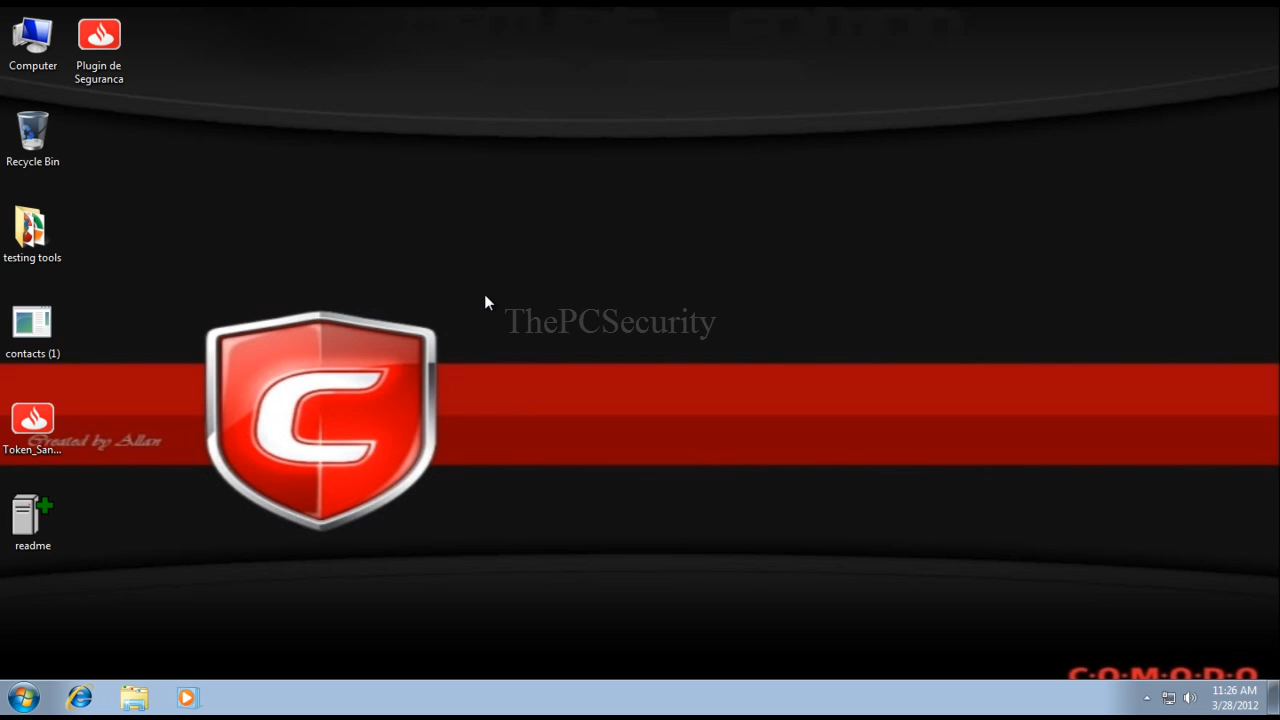 Computer
Plugin de
Seguranca
Recycle Bin
testing tools
contacts (1)
Created by Allan
Token_San...
readme
ThePCSecurity
C
C·O·M·O·D·O
11:26 AM
3/28/2012